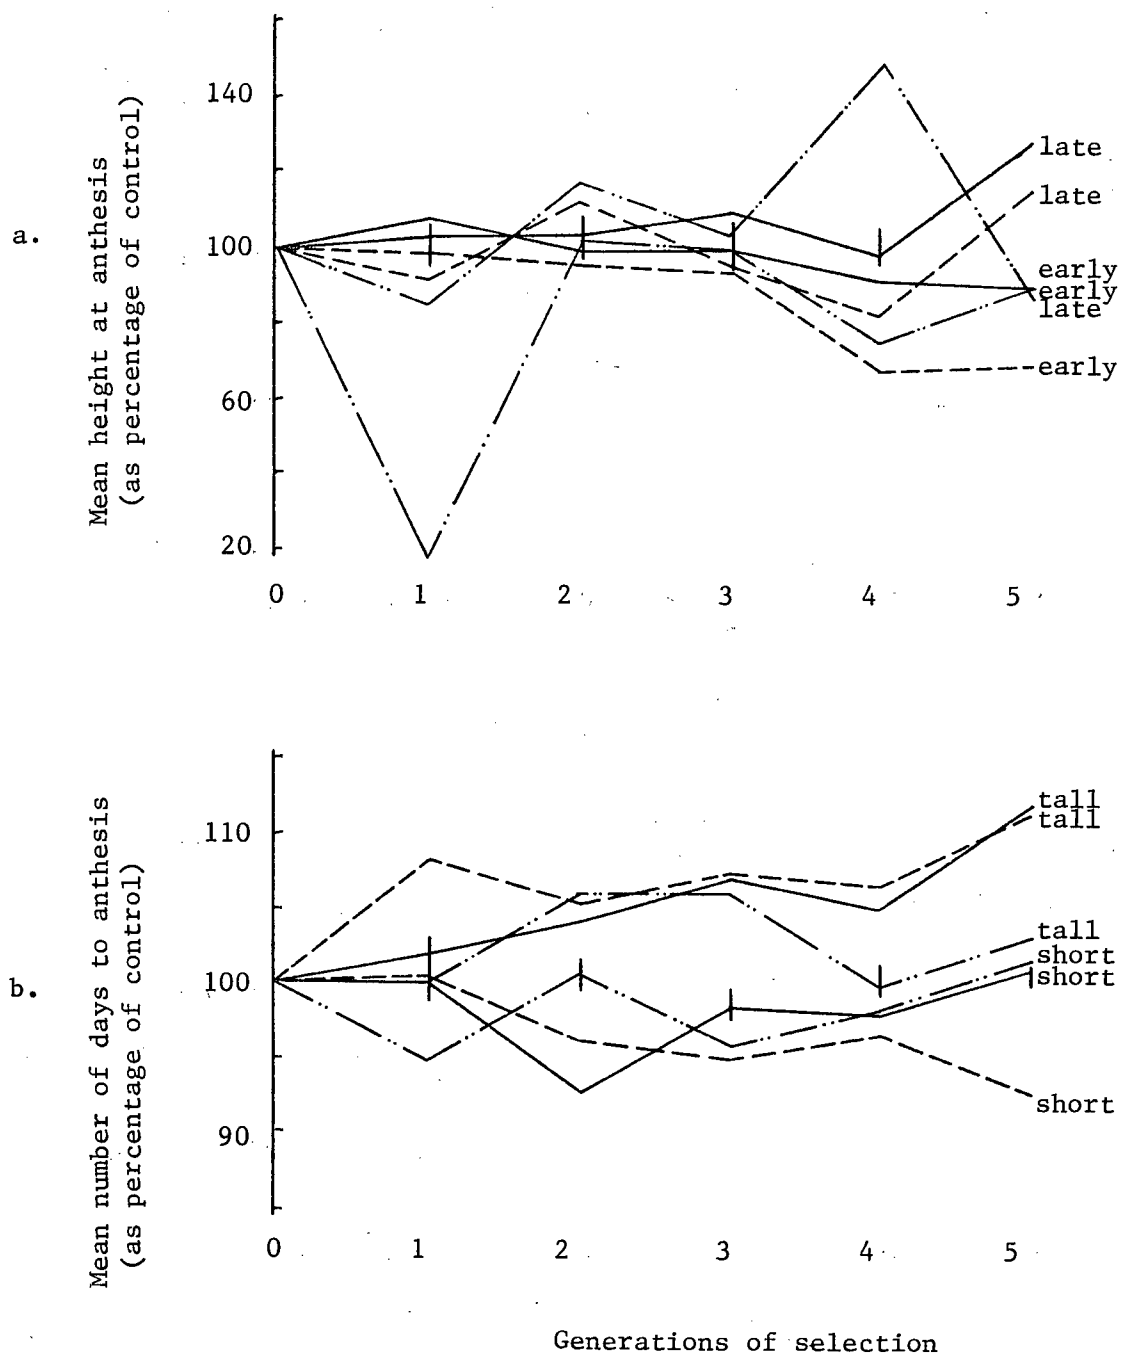 a.
Mean height at anthesis
(as percentage of control)
140
100
60
20
late
late
early
early
late
early
0 1 2 3 4 5
b.
Mean number of days to anthesis
(as percentage of control)
110
100
90
tall
tall
tall
short
short
short
0 1 2 3 4 5
Generations of selection